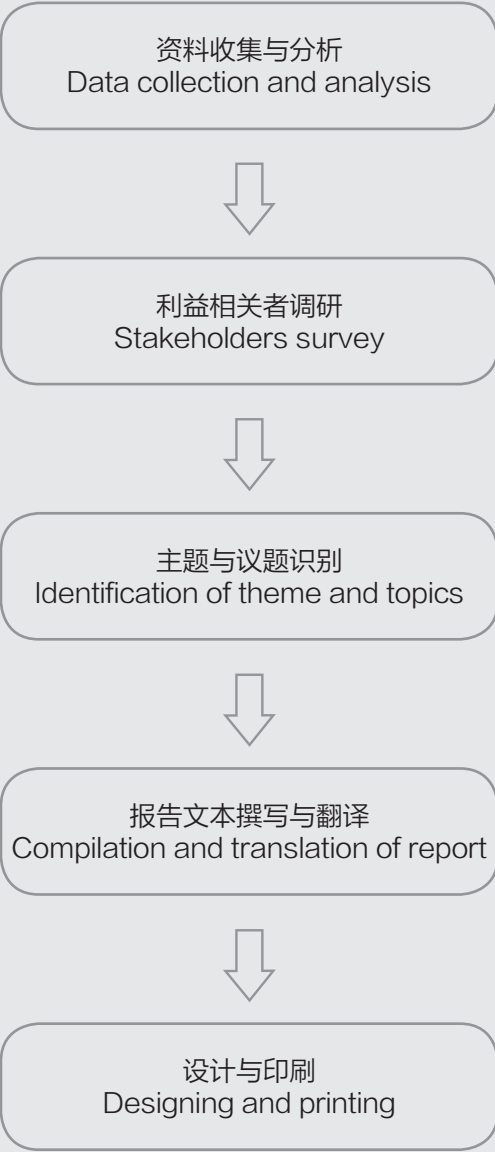 资料收集与分析
Data collection and analysis
利益相关者调研
Stakeholders survey
主题与议题识别
Identification of theme and topics
报告文本撰写与翻译
Compilation and translation of report
设计与印刷
Designing and printing